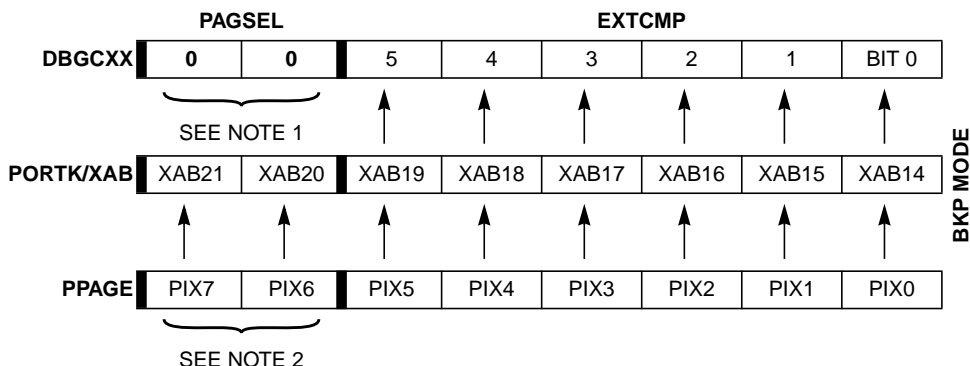 PAGSEL EXTCMP
DBGCXX 0 0 5 4 3 2 1 BIT 0
SEE NOTE 1
PORTK/XAB XAB21 XAB20 XAB19 XAB18 XAB17 XAB16 XAB15 XAB14
BKP MODE
PPAGE PIX7 PIX6 PIX5 PIX4 PIX3 PIX2 PIX1 PIX0
SEE NOTE 2